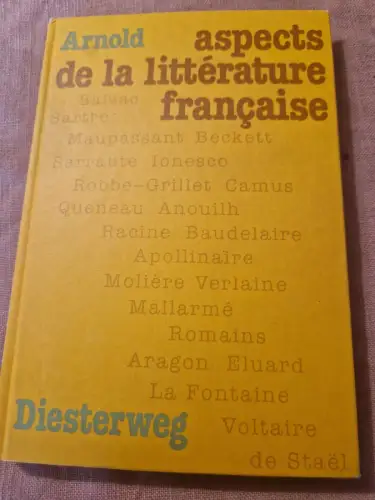 Arnold aspects
de la littérature
française
Balzac
Sartre
Maupassant Beckett
Sarraute Ionesco
Robbe-Grillet Camus
Queneau Anouilh
Racine Baudelaire
Apollinaire
Molière Verlaine
Mallarmé
Romains
Aragon Eluard
La Fontaine
Diesterweg Voltaire
de Staël